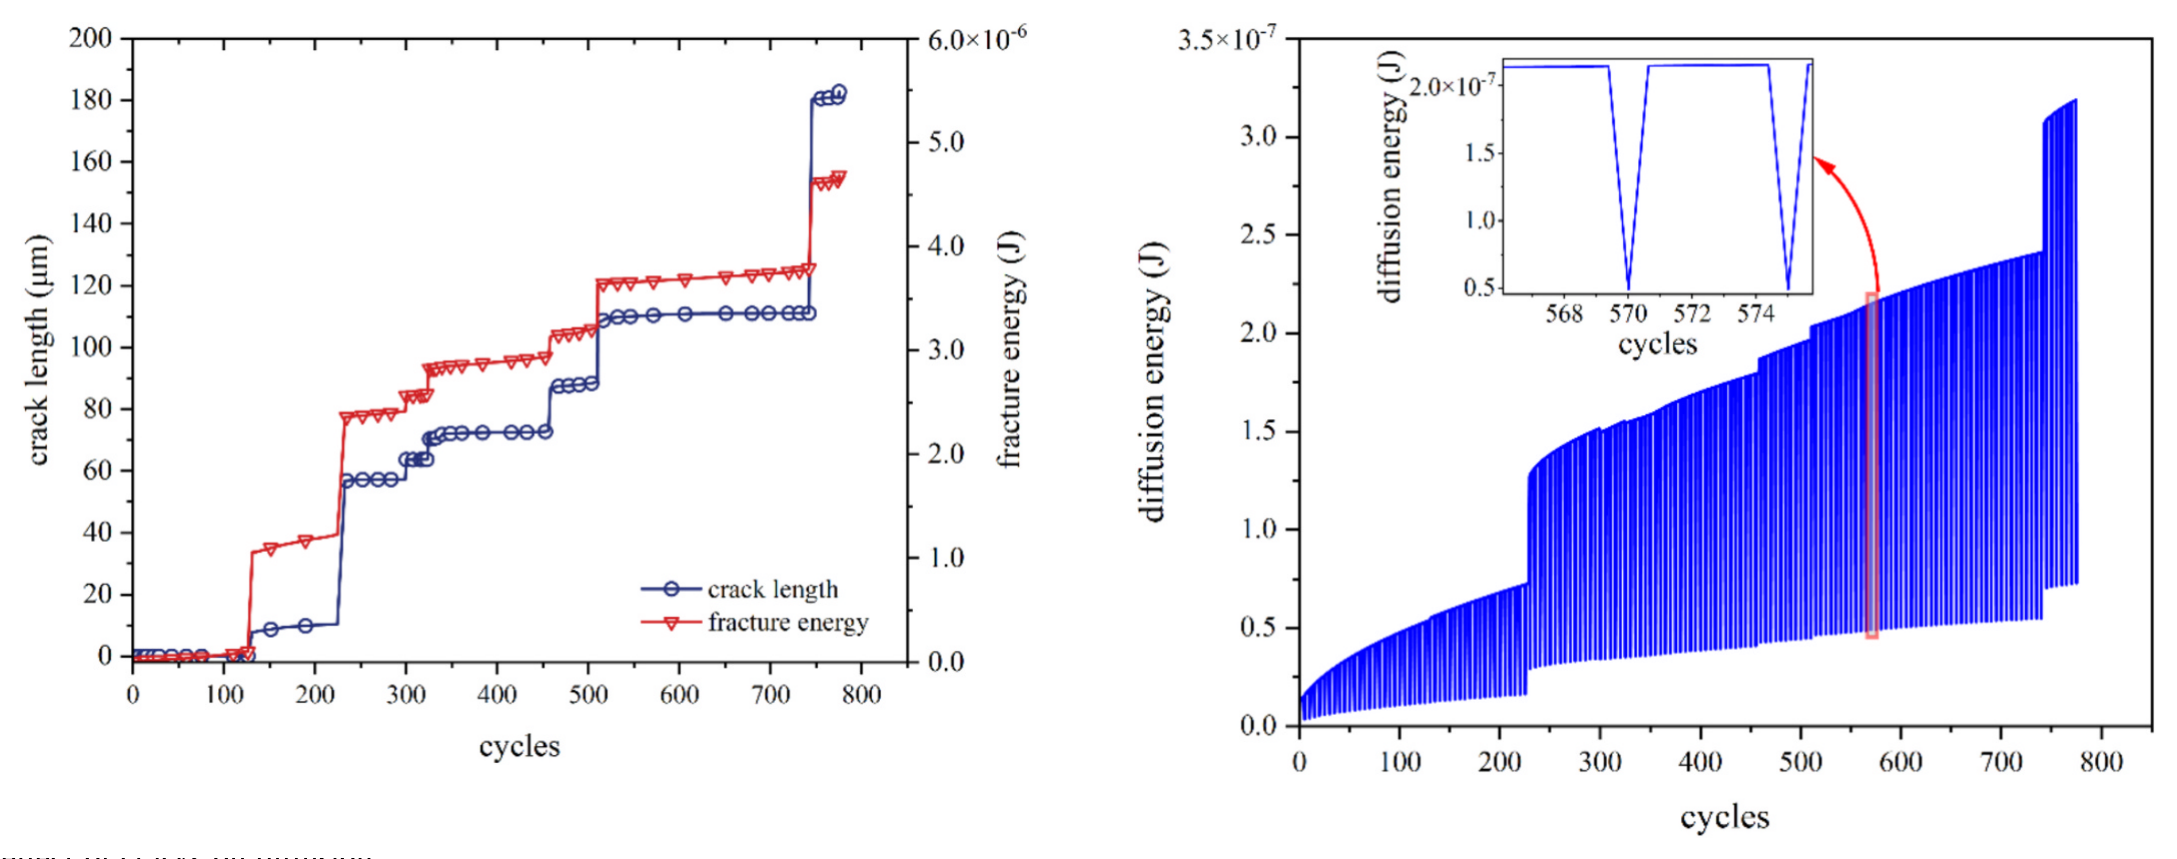 200
180
160
140
120
100
80
60
40
20
0
crack length (μm)
0 100 200 300 400 500 600 700 800
cycles
6.0×10⁻⁶
5.0
4.0
3.0
2.0
1.0
0.0
fracture energy (J)
crack length
fracture energy
3.5×10⁻⁷
3.0
2.5
2.0
1.5
1.0
0.5
0.0
diffusion energy (J)
0 100 200 300 400 500 600 700 800
cycles
diffusion energy (J)
2.0×10⁻⁷
1.5
1.0
0.5
568 570 572 574
cycles